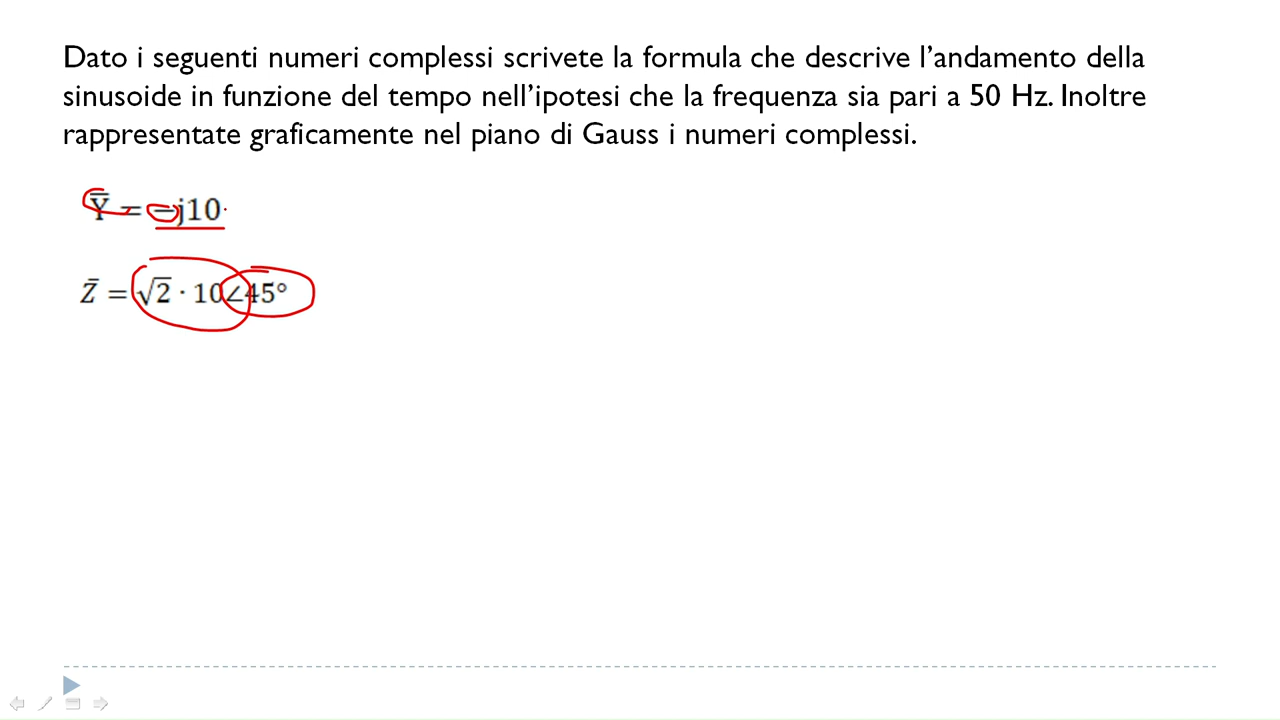 Dato i seguenti numeri complessi scrivete la formula che descrive l’andamento della
sinusoide in funzione del tempo nell’ipotesi che la frequenza sia pari a 50 Hz. Inoltre
rappresentate graficamente nel piano di Gauss i numeri complessi.
Y̅ = −j10
Z̅ = √2 · 10∠45°